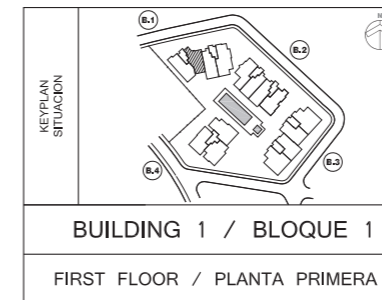 KEYPLAN
SITUACION
B.1
B.2
B.3
B.4
N
BUILDING 1 / BLOQUE 1
FIRST FLOOR / PLANTA PRIMERA